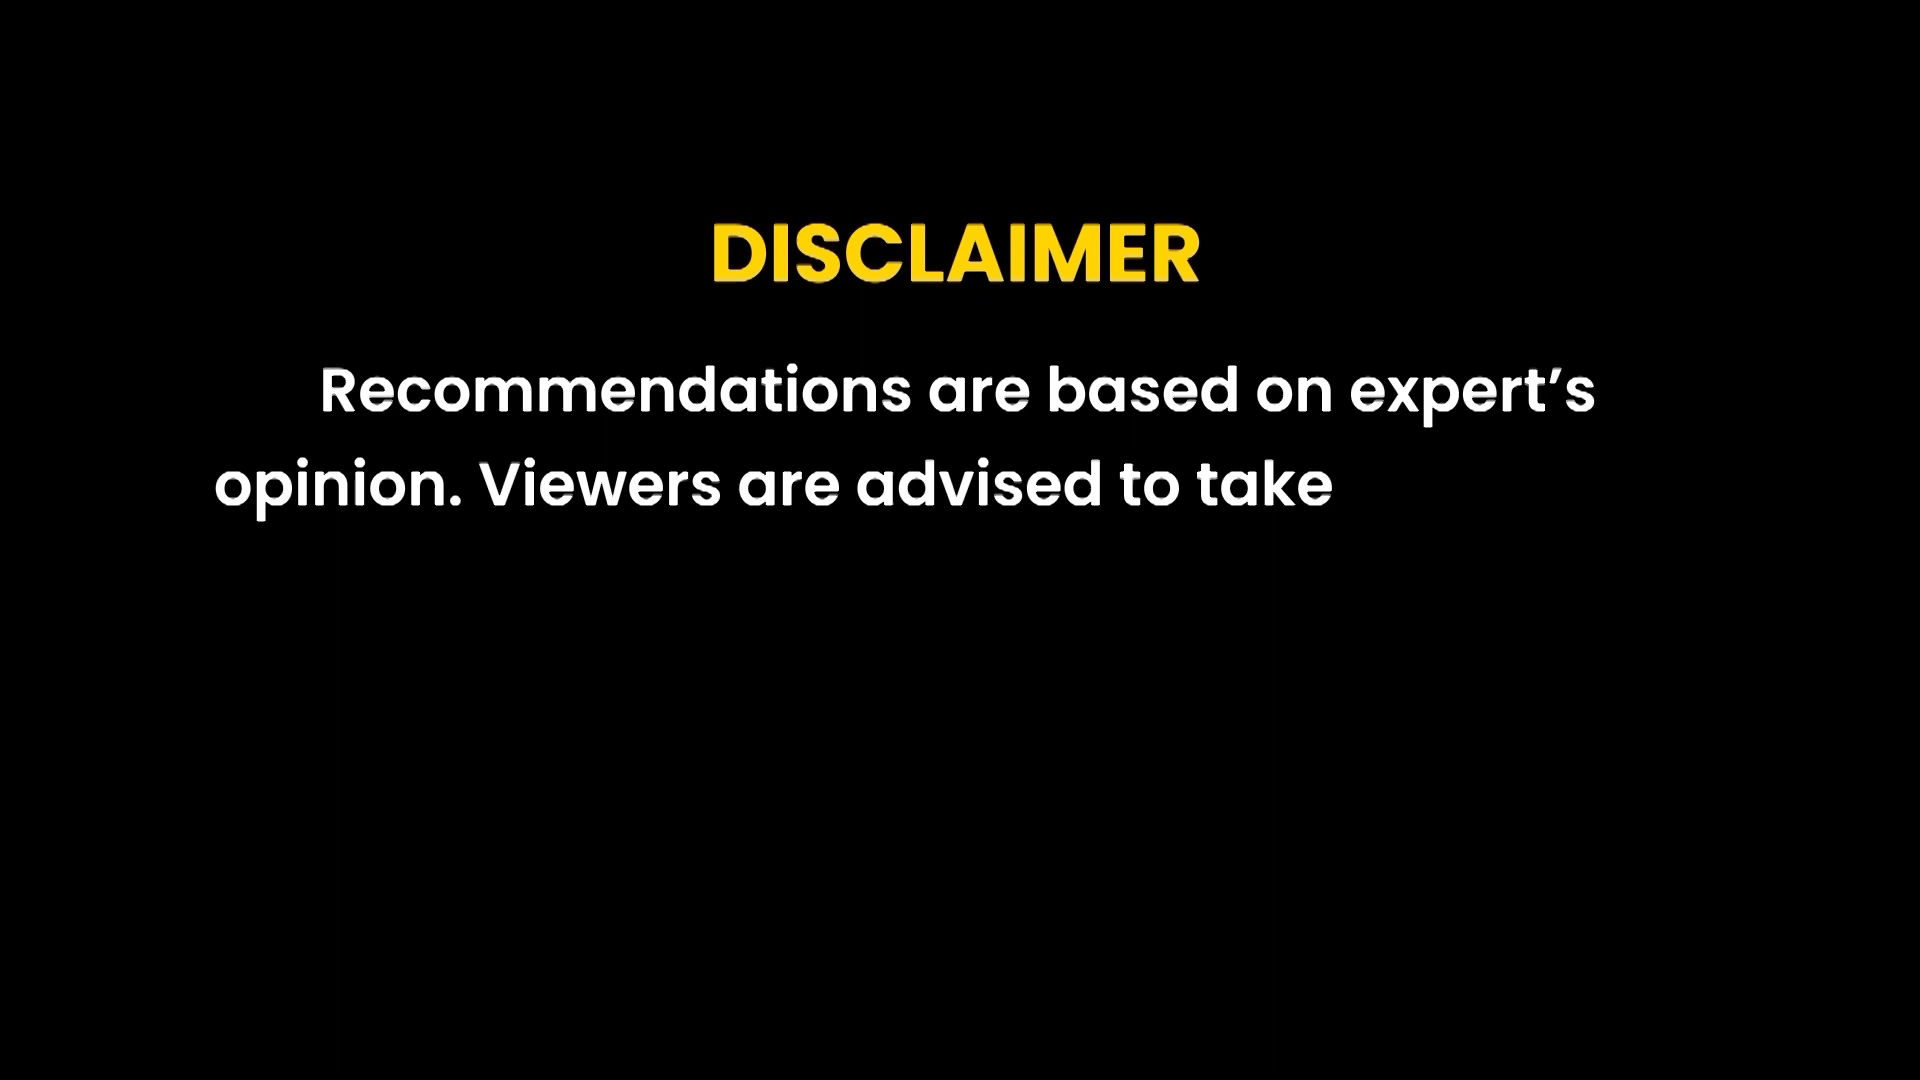 DISCLAIMER
Recommendations are based on expert’s
opinion. Viewers are advised to take